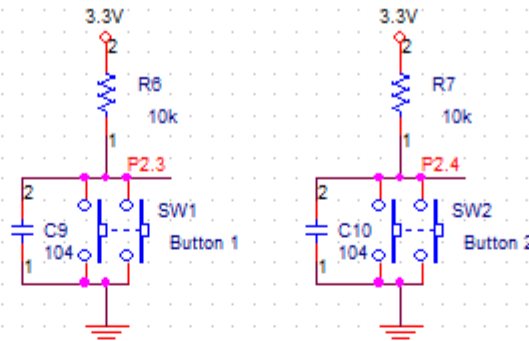 3.3V 3.3V
2 2
R6 R7
10k 10k
1 1
P2.3 P2.4
2 2
SW1 SW2
C9 C10
Button 1 Button 2
104 104
1 1